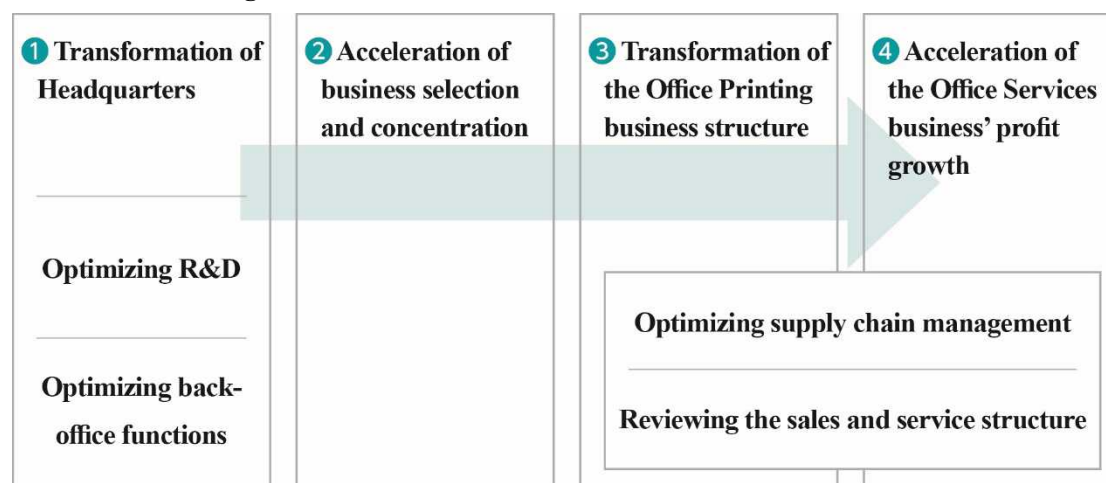 1 Transformation of
Headquarters
Optimizing R&D
Optimizing back-
office functions
2 Acceleration of
business selection
and concentration
3 Transformation of
the Office Printing
business structure
4 Acceleration of
the Office Services
business’ profit
growth
Optimizing supply chain management
Reviewing the sales and service structure